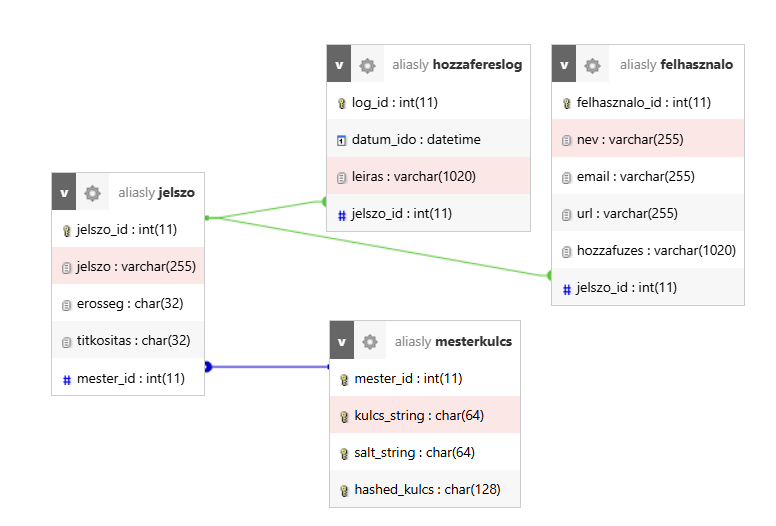 v aliasly jelszo
jelszo_id : int(11)
jelszo : varchar(255)
erosseg : char(32)
titkositas : char(32)
# mester_id : int(11)
v aliasly hozzafereslog
log_id : int(11)
datum_ido : datetime
leiras : varchar(1020)
# jelszo_id : int(11)
v aliasly felhasznalo
felhasznalo_id : int(11)
nev : varchar(255)
email : varchar(255)
url : varchar(255)
hozzafuzes : varchar(1020)
# jelszo_id : int(11)
v aliasly mesterkulcs
mester_id : int(11)
kulcs_string : char(64)
salt_string : char(64)
hashed_kulcs : char(128)